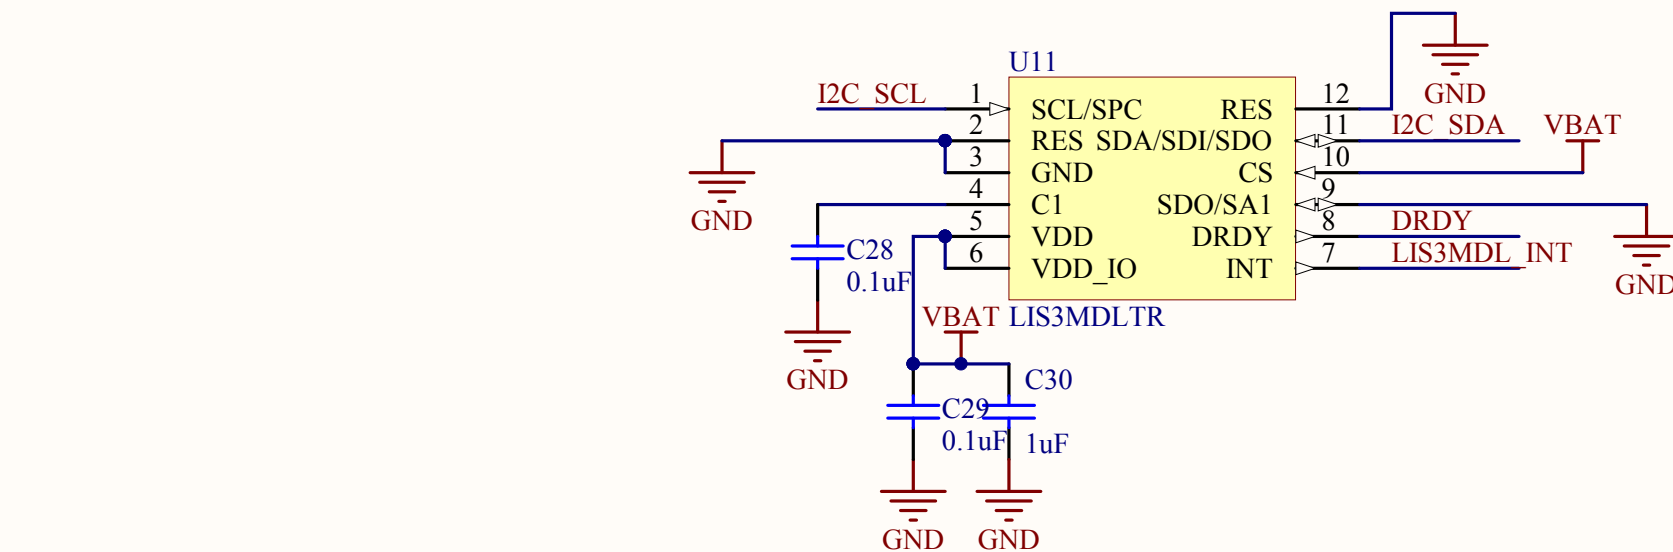 U11
I2C_SCL 1 SCL/SPC RES 12 GND
2 RES SDA/SDI/SDO 11 I2C_SDA VBAT
3 GND CS 10
GND 4 C1 SDO/SA1 9
5 VDD DRDY 8 DRDY
6 VDD_IO INT 7 LIS3MDL_INT
C28
0.1uF
GND
VBAT LIS3MDLTR
GND
C30
C29
0.1uF 1uF
GND GND